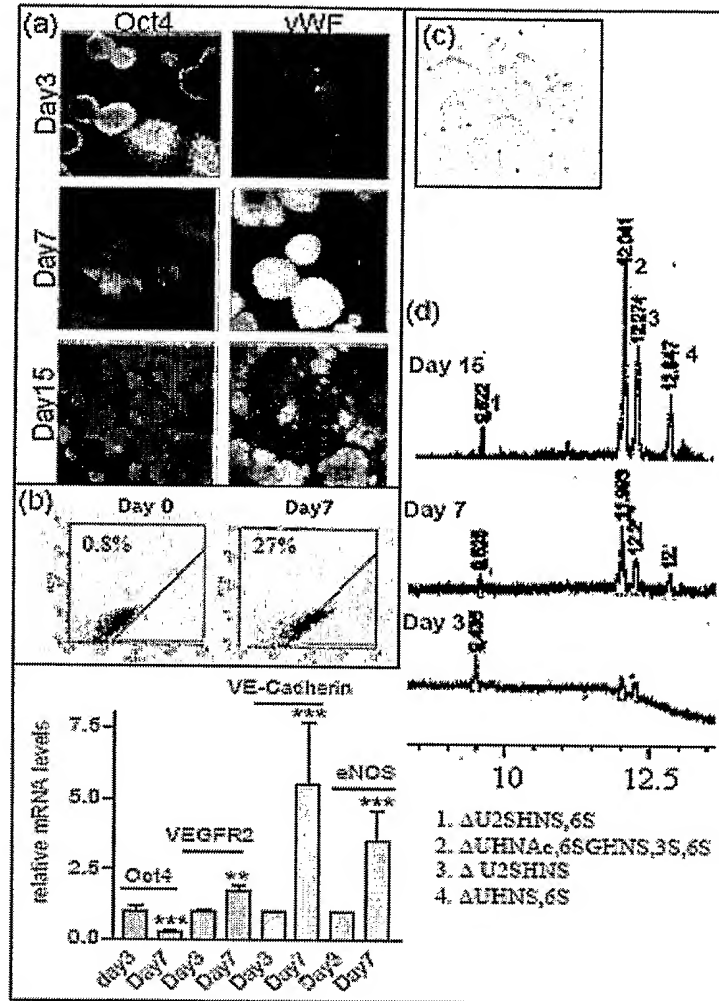 (a)
Oct4
vWF
Day3
Day7
Day15
(b)
Day 0
Day7
0.8%
27%
relative mRNA levels
7.5
5.0
2.5
0.0
Oct4
VEGFR2
VE-Cadherin
eNOS
***
**
***
***
day3
Day7
Day3
Day7
Day3
Day7
Day3
Day7
(c)
(d)
Day 15
1
2
12.274
3
4
Day 7
11.993
Day 3
10
12.5
1. ΔU2SHNS,6S
2. ΔUHNAc,6SGHNS,3S,6S
3. Δ U2SHNS
4. ΔUHNS,6S